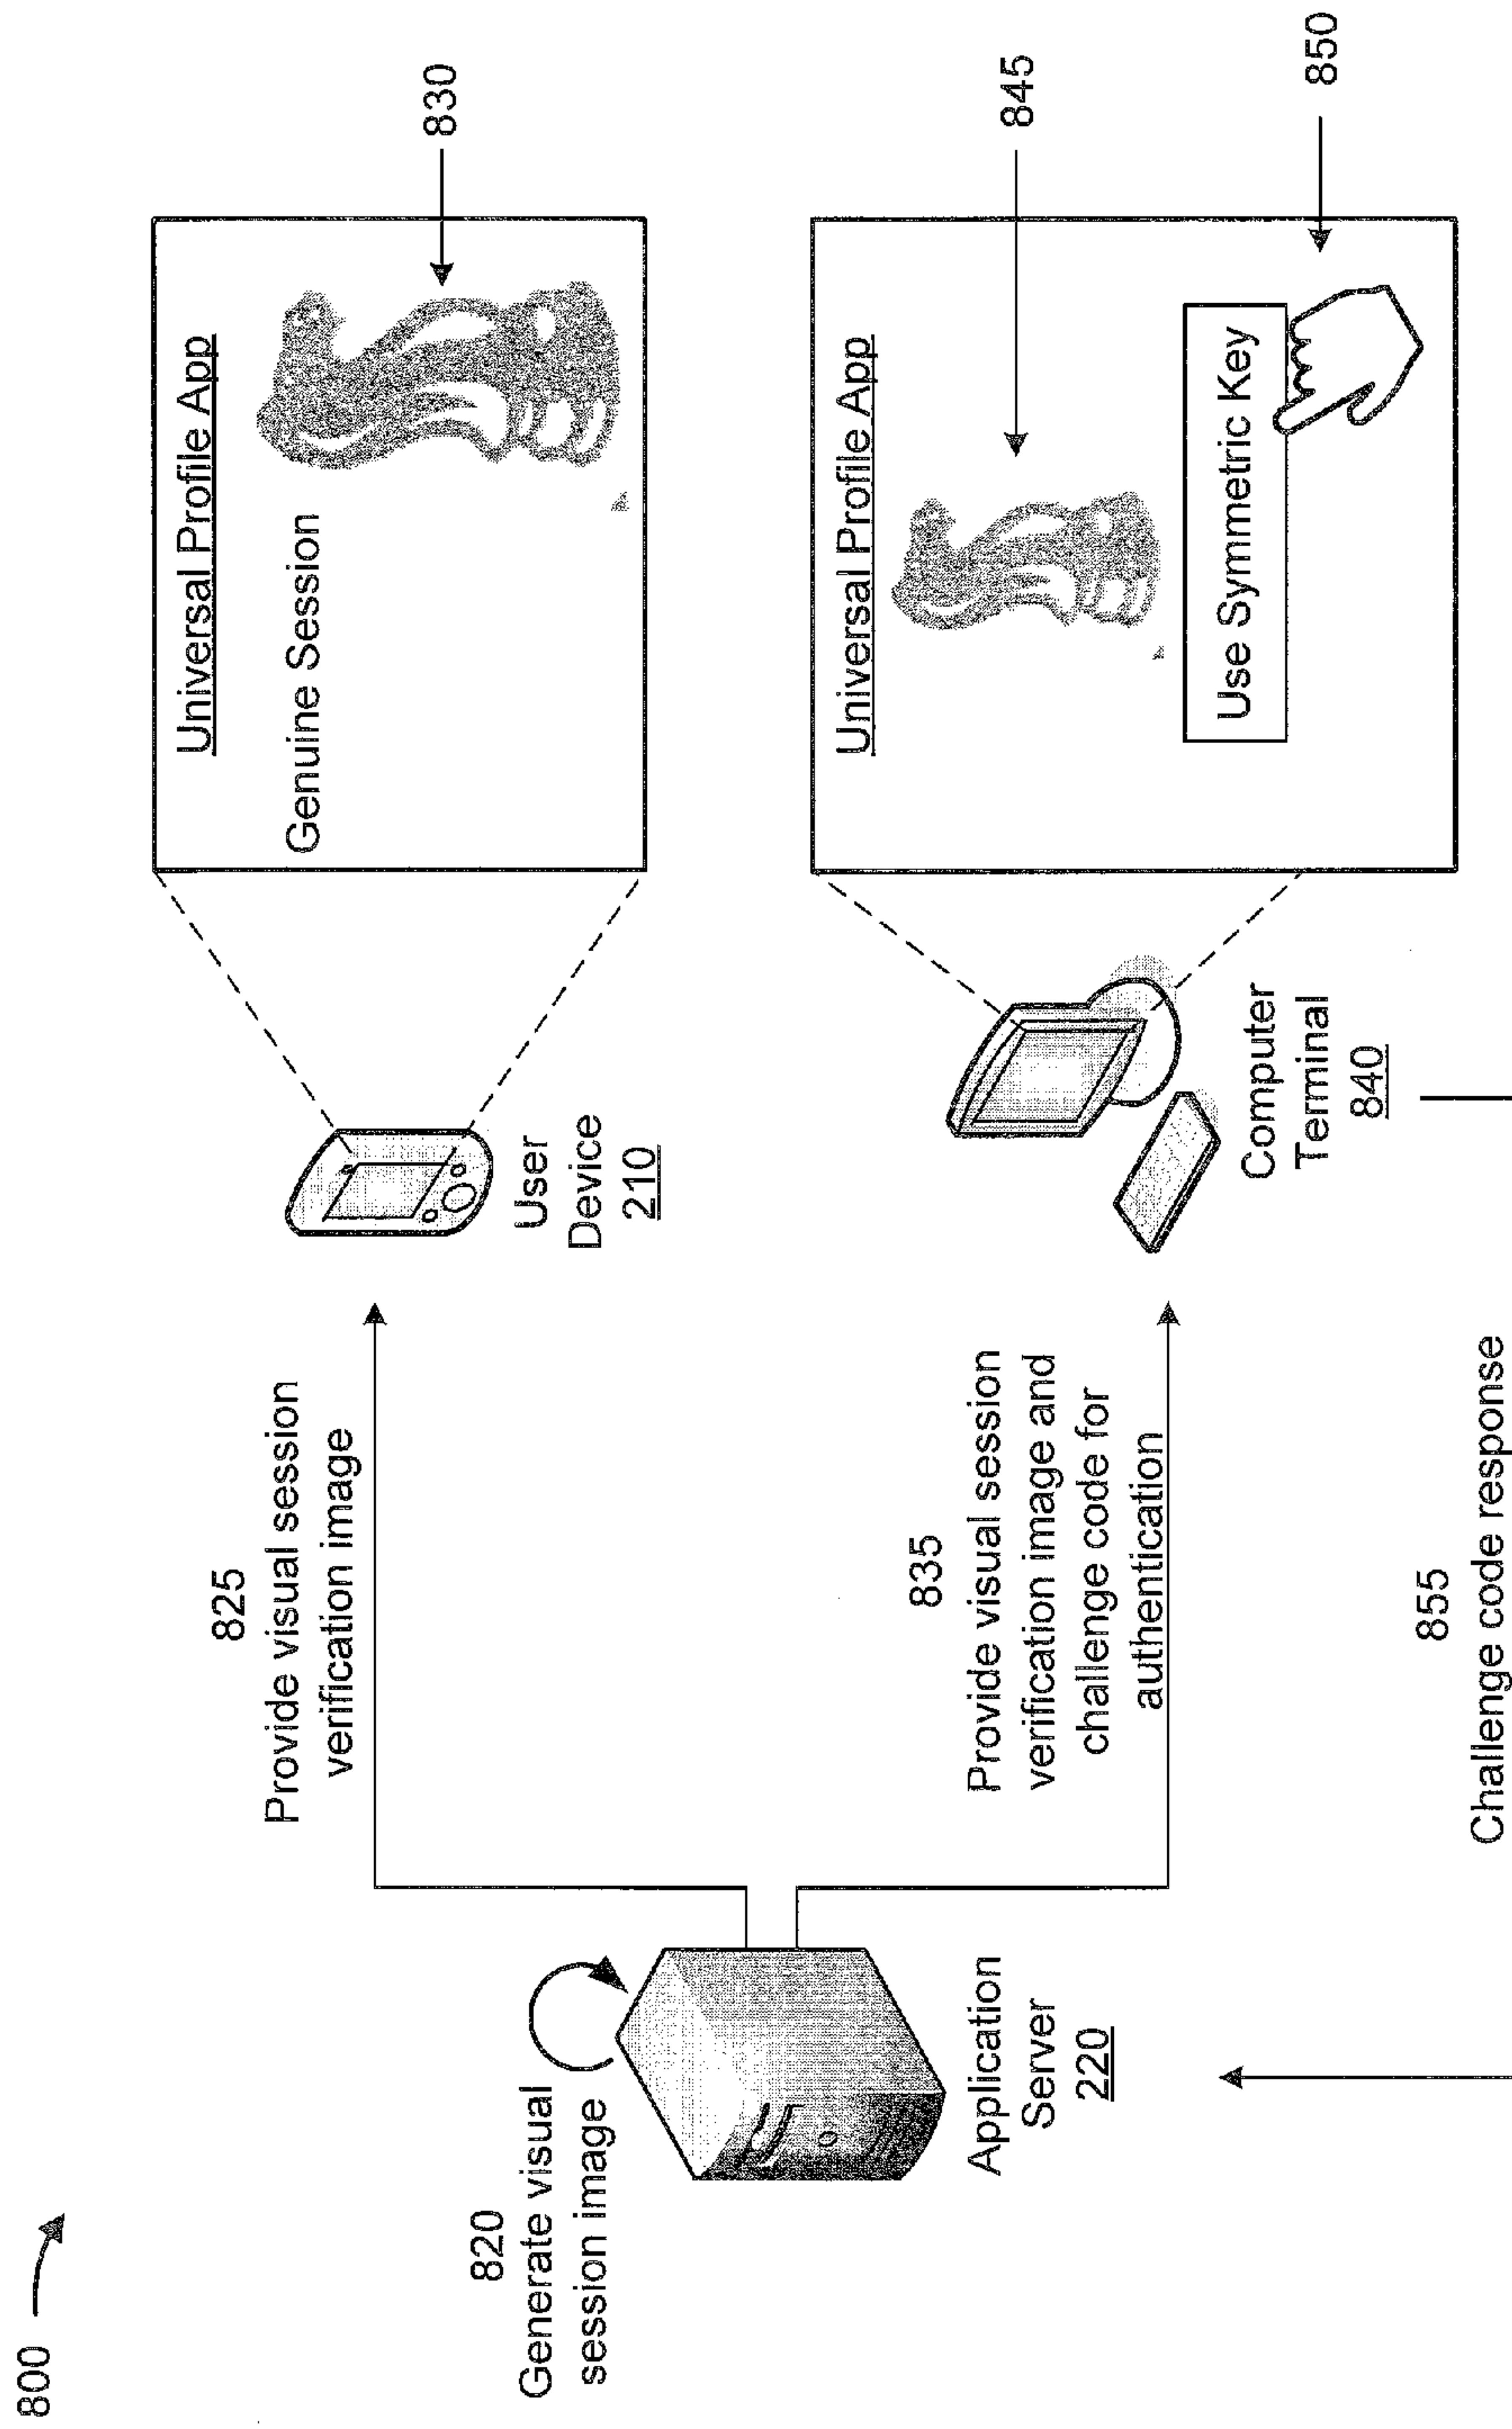 800
820
Generate visual
session image
Application
Server
220
825
Provide visual session
verification image
User
Device
210
Universal Profile App
Genuine Session
830
835
Provide visual session
verification image and
challenge code for
authentication
Computer
Terminal
840
Universal Profile App
845
Use Symmetric Key
850
855
Challenge code response